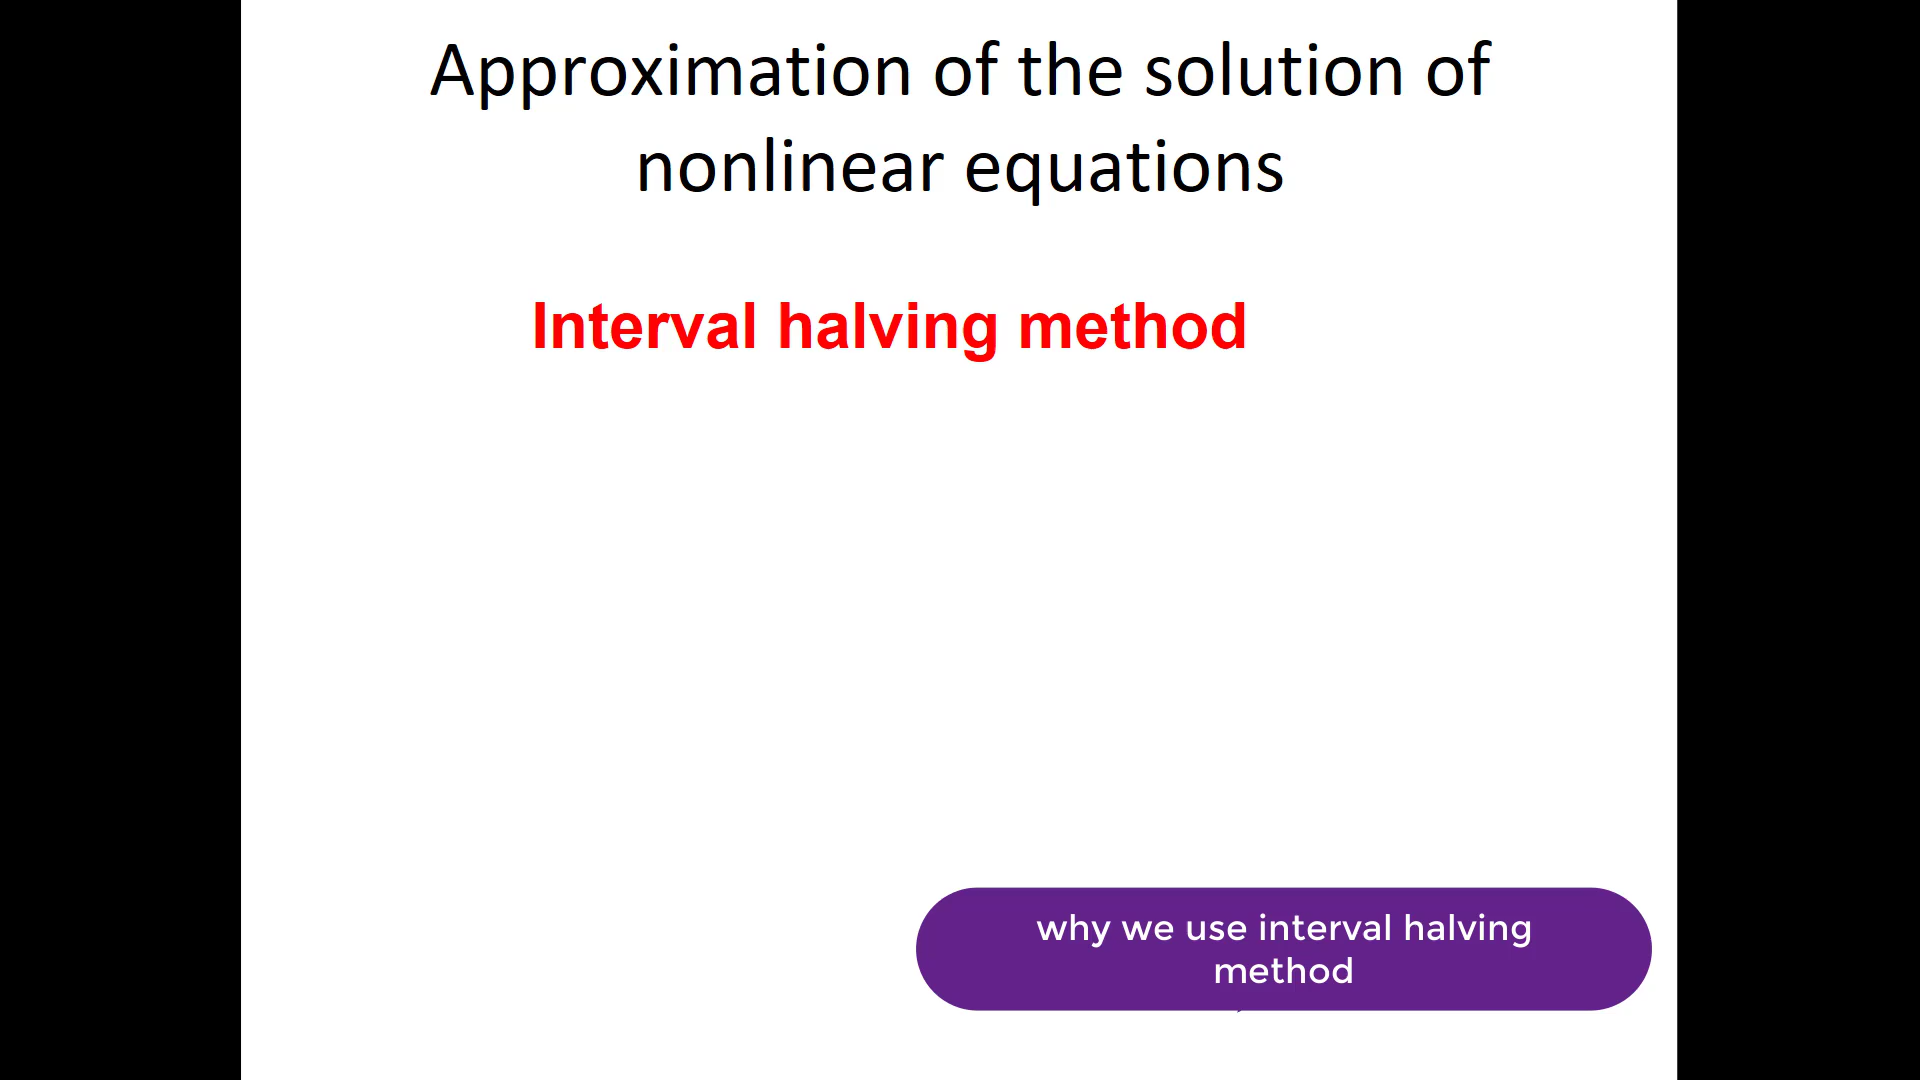 Approximation of the solution of
nonlinear equations
Interval halving method
why we use interval halving
method